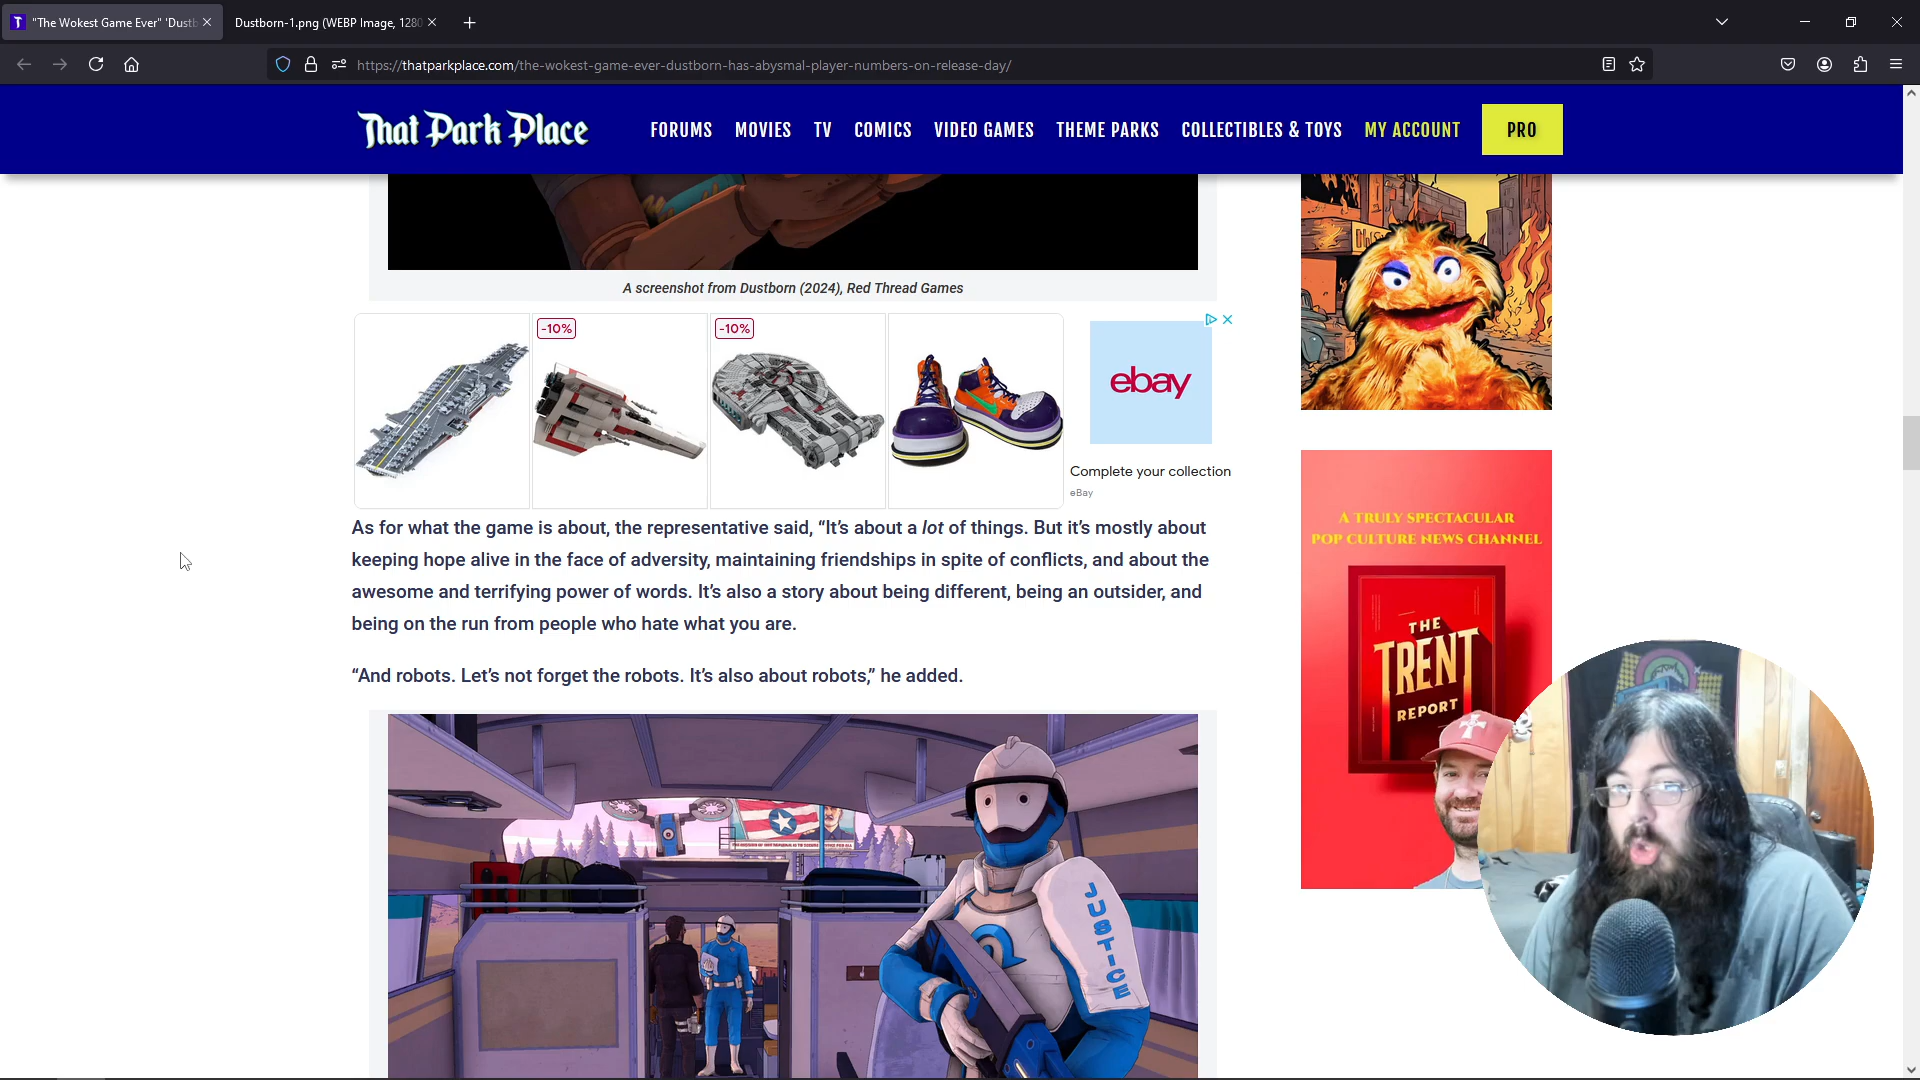 "The Wokest Game Ever" 'Dustb
Dustborn-1.png (WEBP Image, 1280
https://thatparkplace.com/the-wokest-game-ever-dustborn-has-abysmal-player-numbers-on-release-day/
That Park Place
FORUMS MOVIES TV COMICS VIDEO GAMES THEME PARKS COLLECTIBLES & TOYS MY ACCOUNT PRO
A screenshot from Dustborn (2024), Red Thread Games
-10%
-10%
ebay
Complete your collection
eBay
As for what the game is about, the representative said, “It’s about a lot of things. But it’s mostly about
keeping hope alive in the face of adversity, maintaining friendships in spite of conflicts, and about the
awesome and terrifying power of words. It’s also a story about being different, being an outsider, and
being on the run from people who hate what you are.
“And robots. Let’s not forget the robots. It’s also about robots,” he added.
JUSTICE
A TRULY SPECTACULAR
POP CULTURE NEWS CHANNEL
THE
TRENT
REPORT